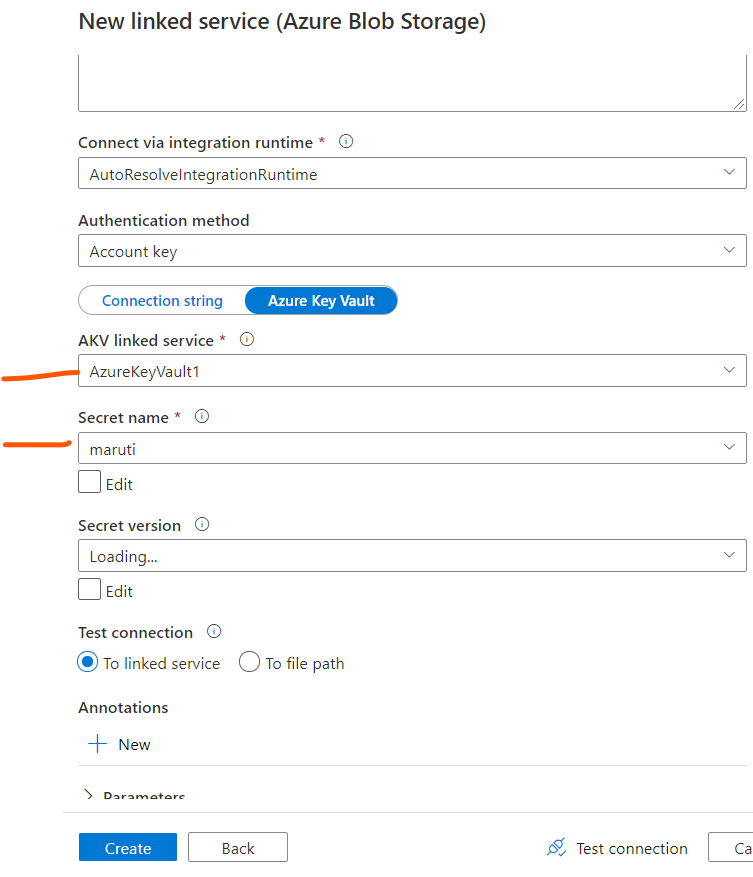 New linked service (Azure Blob Storage)
Connect via integration runtime *
AutoResolveIntegrationRuntime
Authentication method
Account key
Connection string Azure Key Vault
AKV linked service *
AzureKeyVault1
Secret name *
maruti
Edit
Secret version
Loading...
Edit
Test connection
To linked service To file path
Annotations
New
Parameters
Create Back Test connection Ca